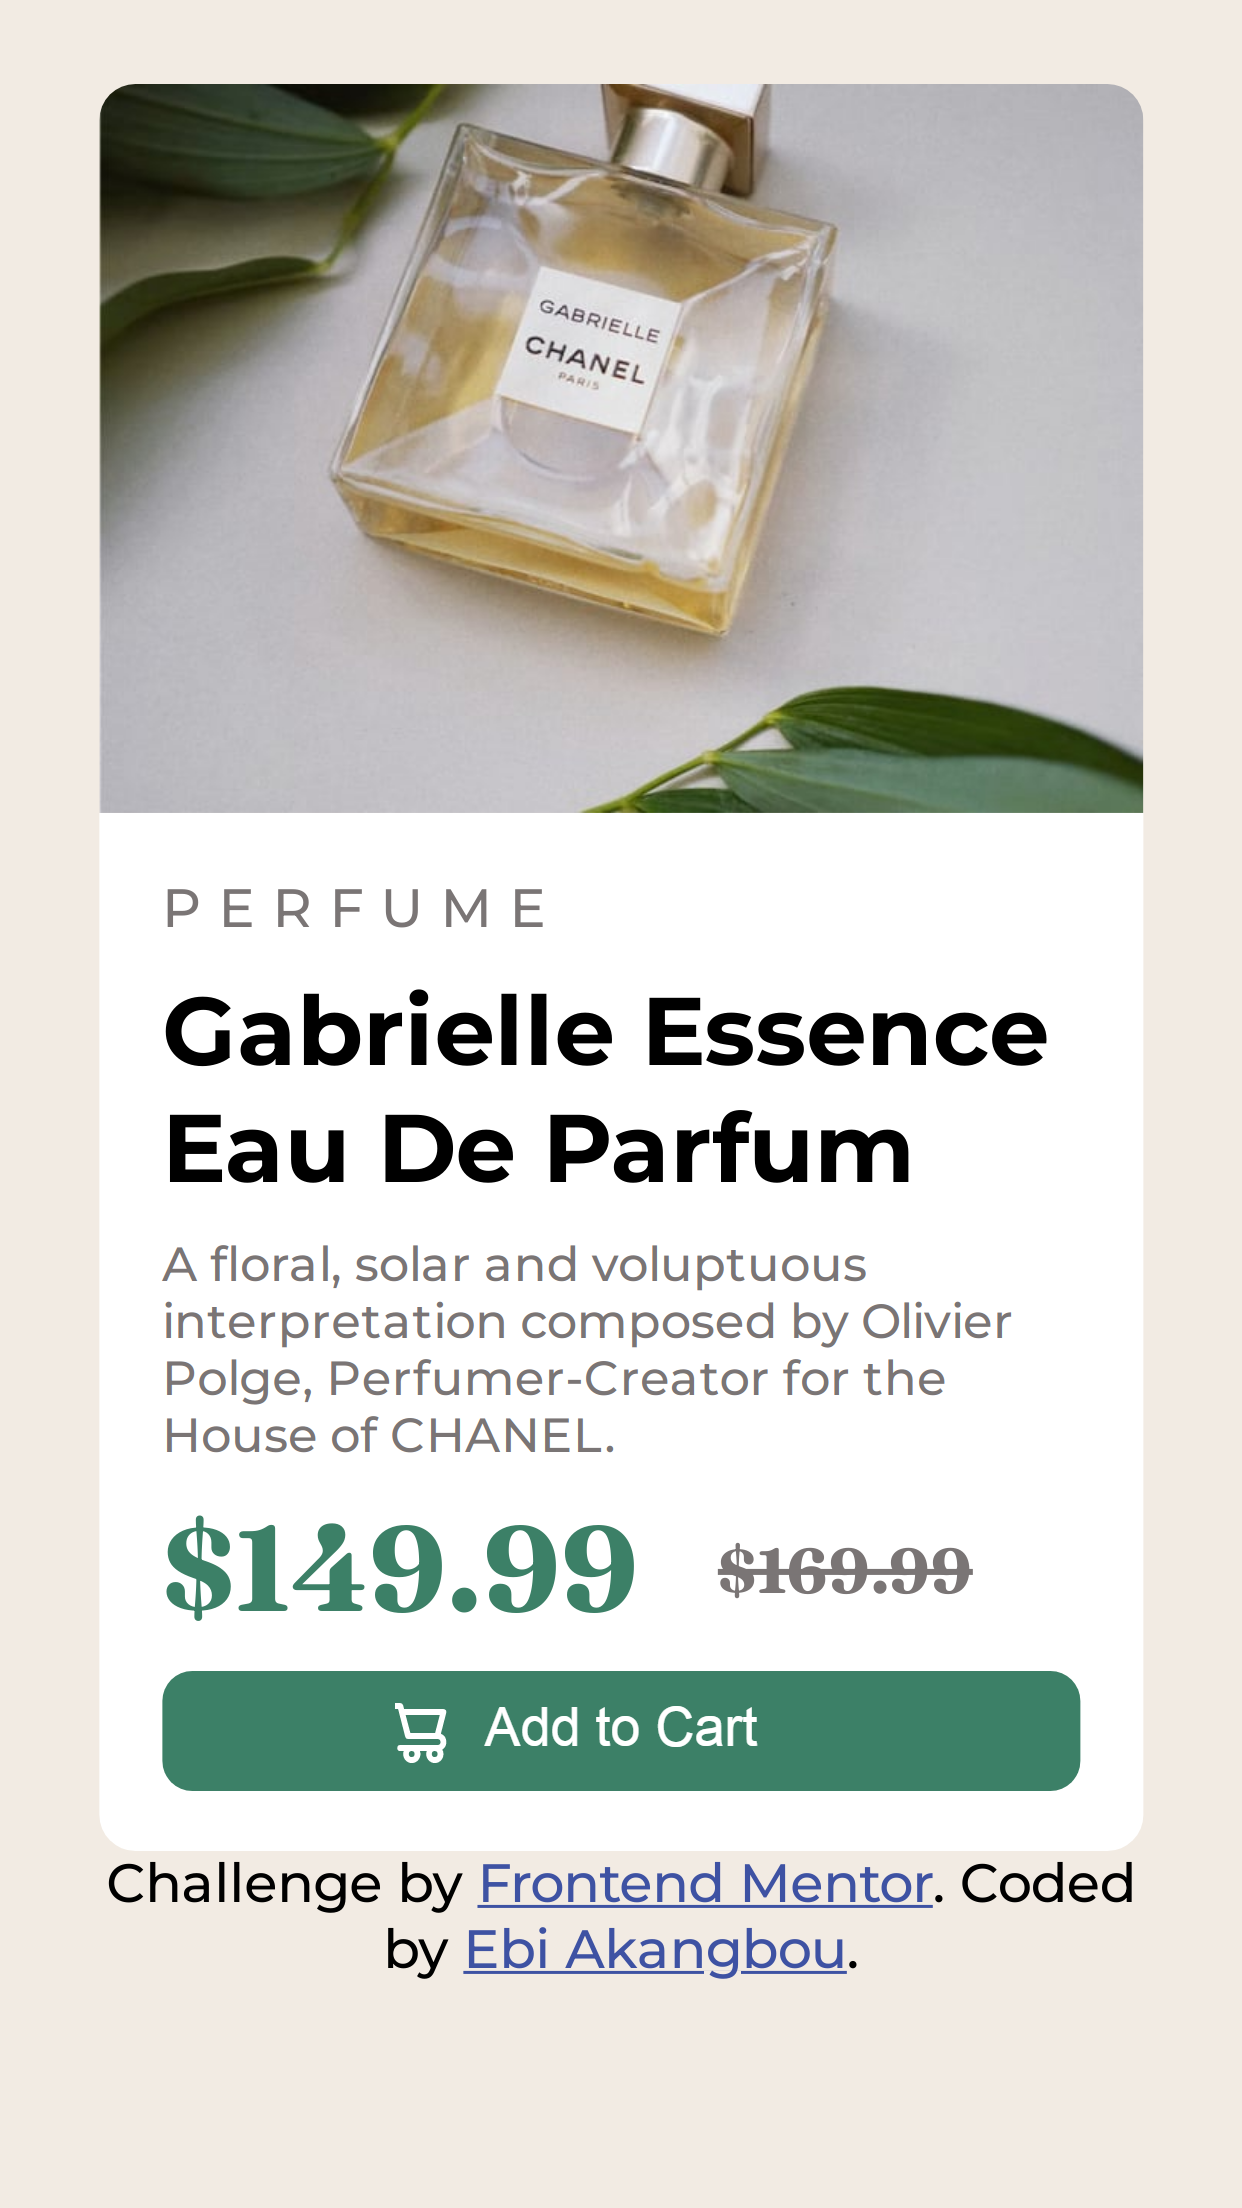 GABRIELLE
CHANEL
PARIS
PERFUME
Gabrielle Essence
Eau De Parfum
A floral, solar and voluptuous
interpretation composed by Olivier
Polge, Perfumer-Creator for the
House of CHANEL.
$149.99 $169.99
Add to Cart
Challenge by Frontend Mentor. Coded
by Ebi Akangbou.